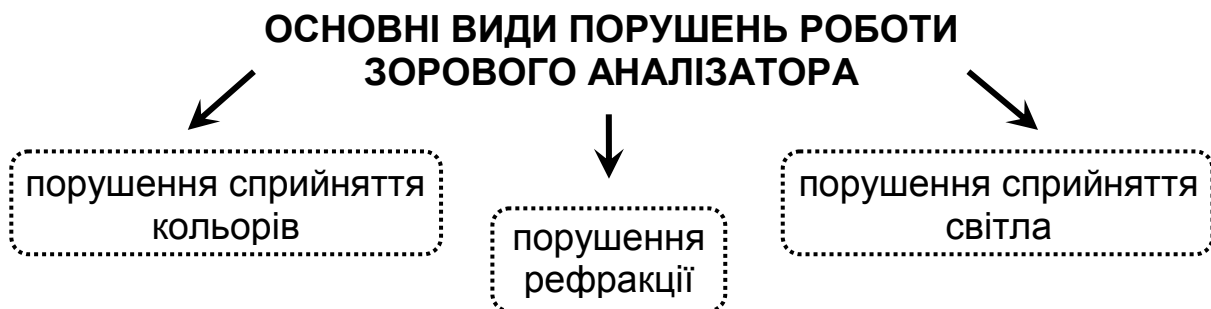 ОСНОВНІ ВИДИ ПОРУШЕНЬ РОБОТИ
ЗОРОВОГО АНАЛІЗАТОРА
порушення сприйняття
кольорів
порушення
рефракції
порушення сприйняття
світла